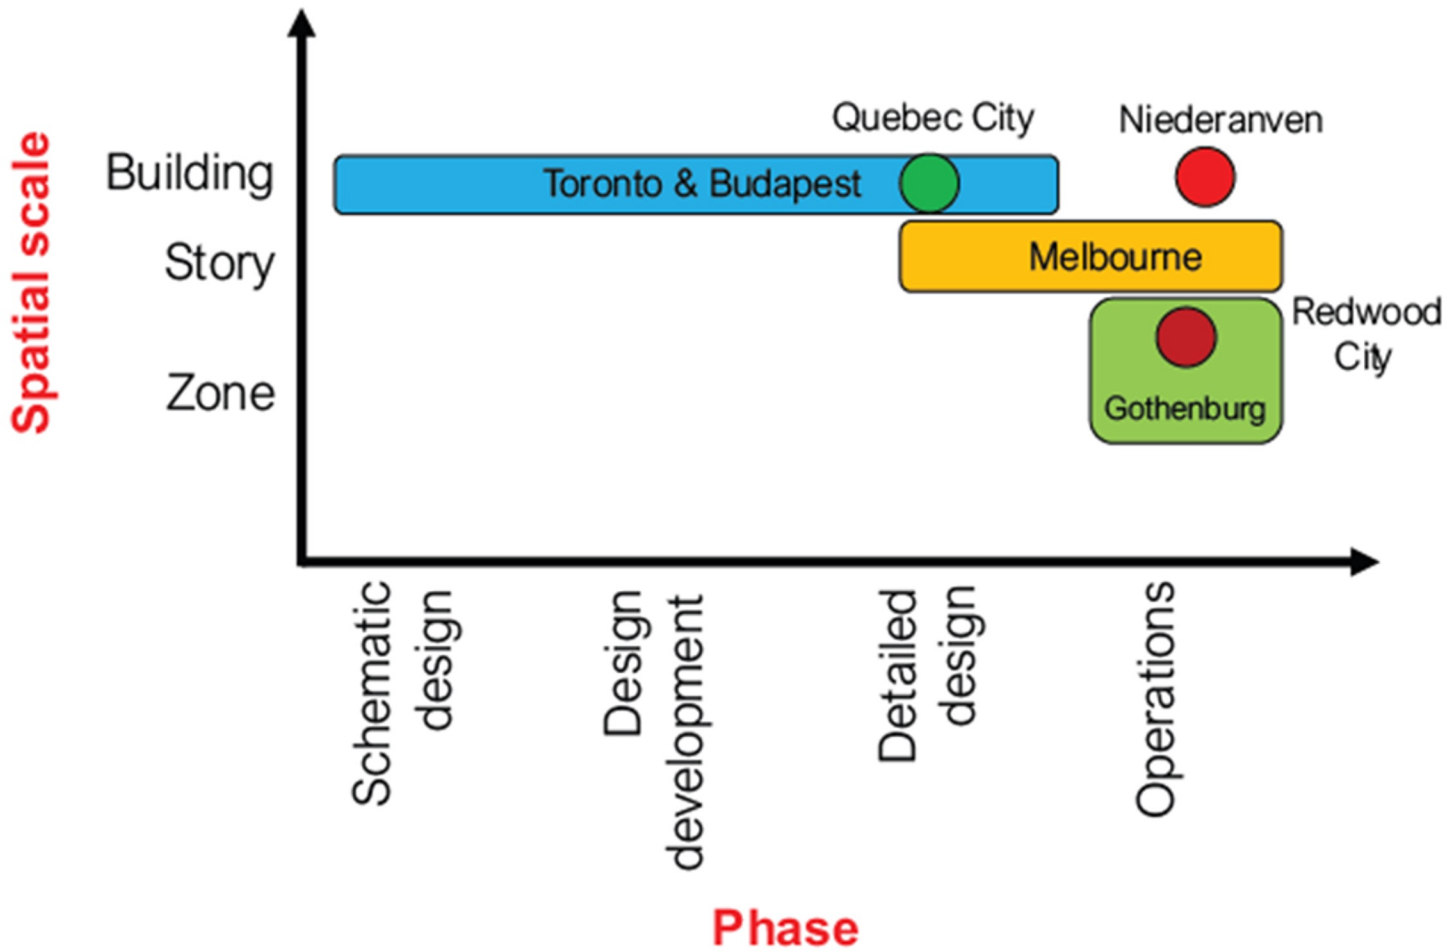 Spatial scale
Building
Story
Zone
Quebec City
Niederanven
Toronto & Budapest
Melbourne
Redwood
City
Gothenburg
Schematic
design
Design
development
Detailed
design
Operations
Phase